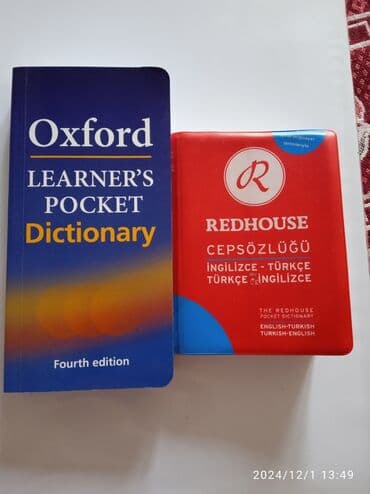 Oxford
LEARNER'S
POCKET
Dictionary
Fourth edition
R
REDHOUSE
CEPSÖZLÜĞÜ
İNGİLİZCE - TÜRKÇE
TÜRKÇE İNGİLİZCE
THE REDHOUSE
POCKET DICTIONARY
ENGLISH-TURKISH
TURKISH-ENGLISH
2024/12/1 13:49